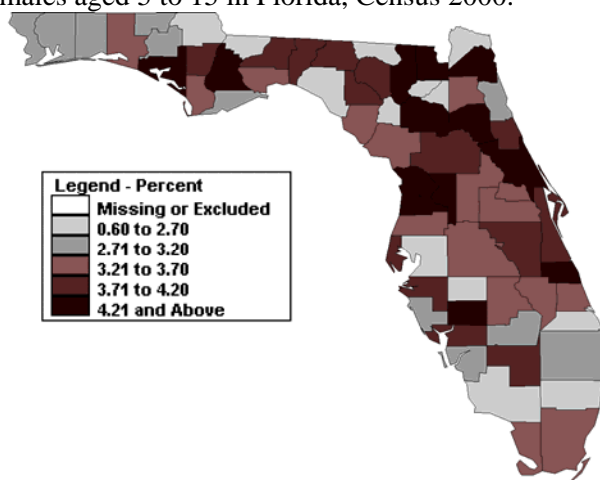 males aged 5 to 15 in Florida, Census 2000.
Legend - Percent
Missing or Excluded
0.60 to 2.70
2.71 to 3.20
3.21 to 3.70
3.71 to 4.20
4.21 and Above